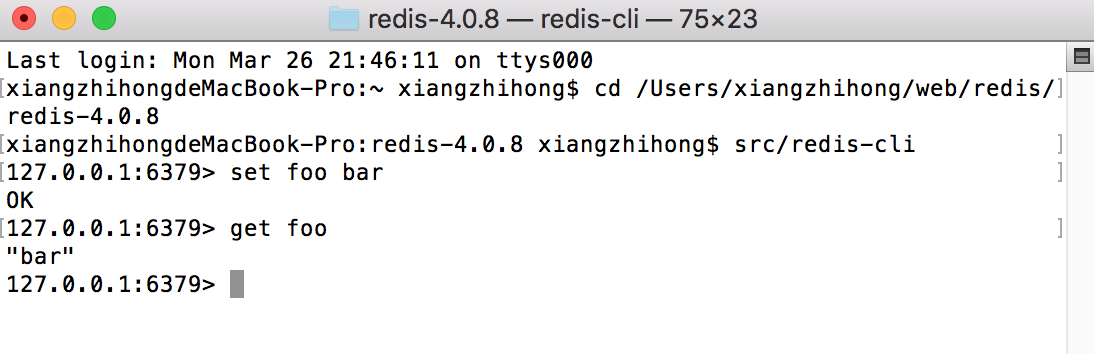 redis-4.0.8 — redis-cli — 75×23
Last login: Mon Mar 26 21:46:11 on ttys000
[xiangzhihongdeMacBook-Pro:~ xiangzhihong$ cd /Users/xiangzhihong/web/redis/]
redis-4.0.8
[xiangzhihongdeMacBook-Pro:redis-4.0.8 xiangzhihong$ src/redis-cli ]
[127.0.0.1:6379> set foo bar ]
OK
[127.0.0.1:6379> get foo ]
"bar"
127.0.0.1:6379>